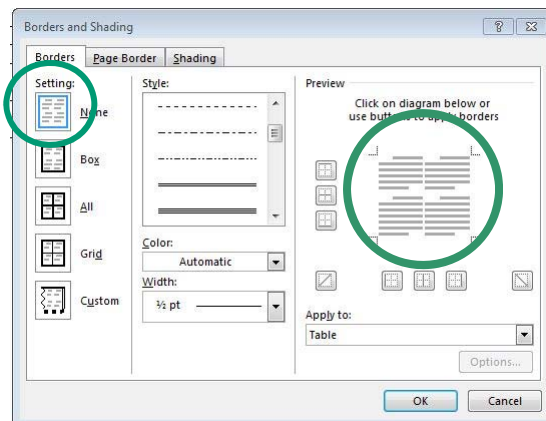 Borders and Shading
Borders Page Border Shading
Setting:
None
Box
All
Grid
Custom
Style:
Color:
Automatic
Width:
½ pt
Preview
Click on diagram below or
use buttons to apply borders
Apply to:
Table
Options...
OK Cancel